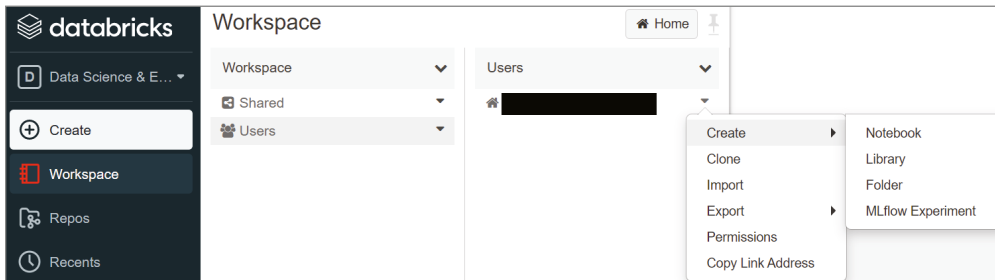 databricks
D Data Science & E...
Create
Workspace
Repos
Recents
Workspace
Home
Workspace
Shared
Users
Users
Create
Clone
Import
Export
Permissions
Copy Link Address
Notebook
Library
Folder
MLflow Experiment